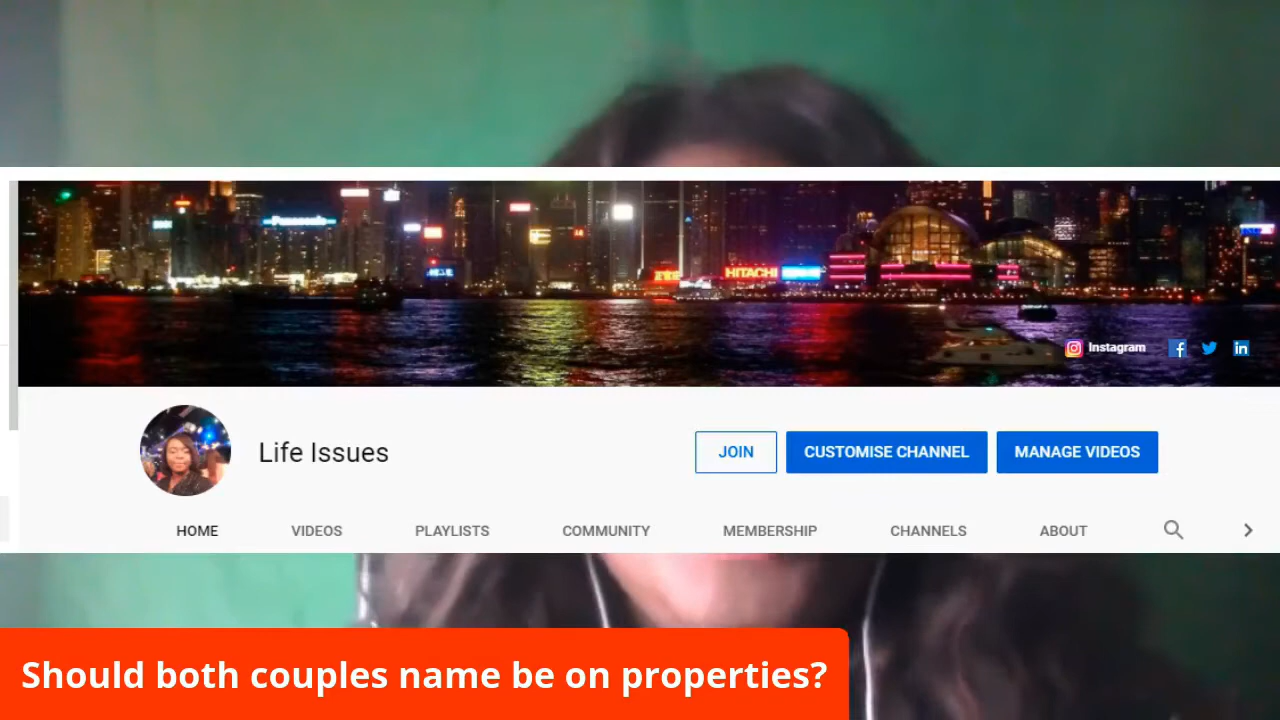 Panasonic
HITACHI
Instagram
Life Issues
JOIN
CUSTOMISE CHANNEL
MANAGE VIDEOS
HOME
VIDEOS
PLAYLISTS
COMMUNITY
MEMBERSHIP
CHANNELS
ABOUT
Should both couples name be on properties?